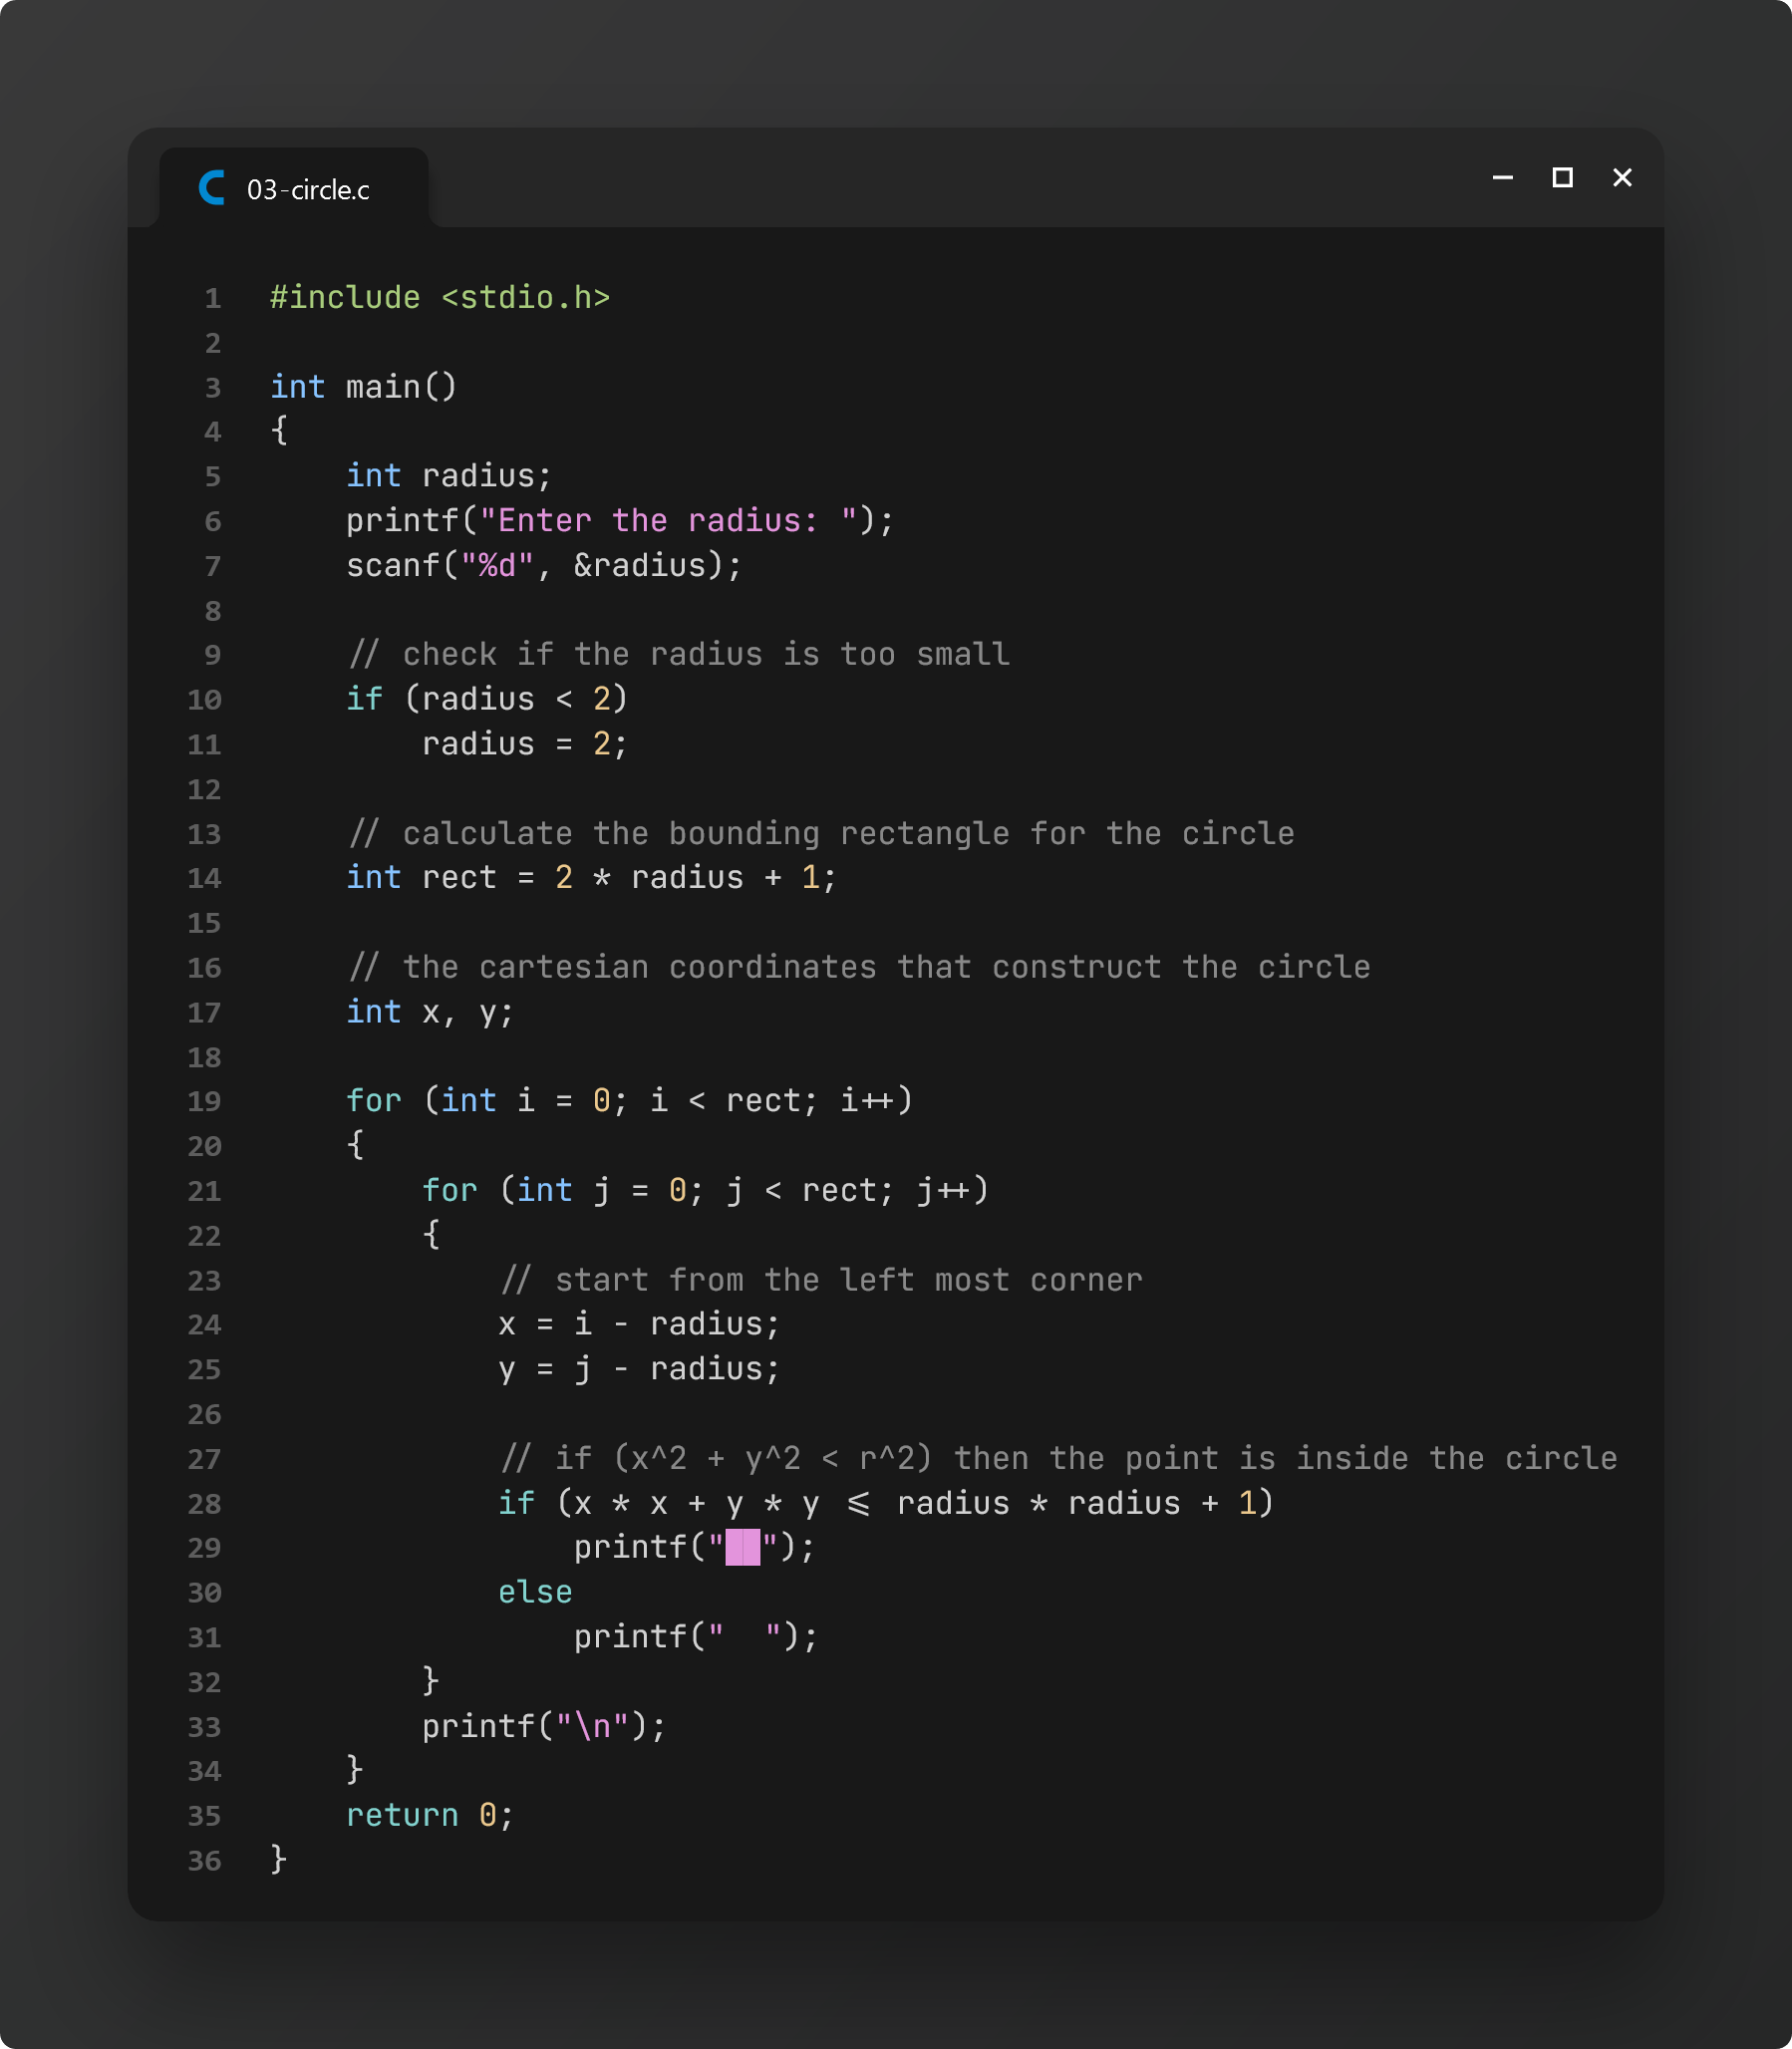 03-circle.c
1 #include <stdio.h>
2
3 int main()
4 {
5     int radius;
6     printf("Enter the radius: ");
7     scanf("%d", &radius);
8
9     // check if the radius is too small
10     if (radius < 2)
11         radius = 2;
12
13     // calculate the bounding rectangle for the circle
14     int rect = 2 * radius + 1;
15
16     // the cartesian coordinates that construct the circle
17     int x, y;
18
19     for (int i = 0; i < rect; i++)
20     {
21         for (int j = 0; j < rect; j++)
22         {
23             // start from the left most corner
24             x = i - radius;
25             y = j - radius;
26
27             // if (x^2 + y^2 < r^2) then the point is inside the circle
28             if (x * x + y * y <= radius * radius + 1)
29                 printf("██");
30             else
31                 printf("  ");
32         }
33         printf("\n");
34     }
35     return 0;
36 }